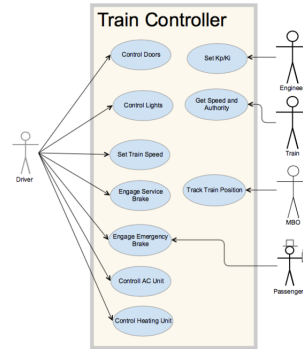 Train Controller
Control Doors
Set Kp/Ki
Control Lights
Get Speed and
Authority
Set Train Speed
Engage Service
Brake
Track Train Position
Engage Emergency
Brake
Controll AC Unit
Control Heating Unit
Driver
Enginee
Train
MBO
Passenger